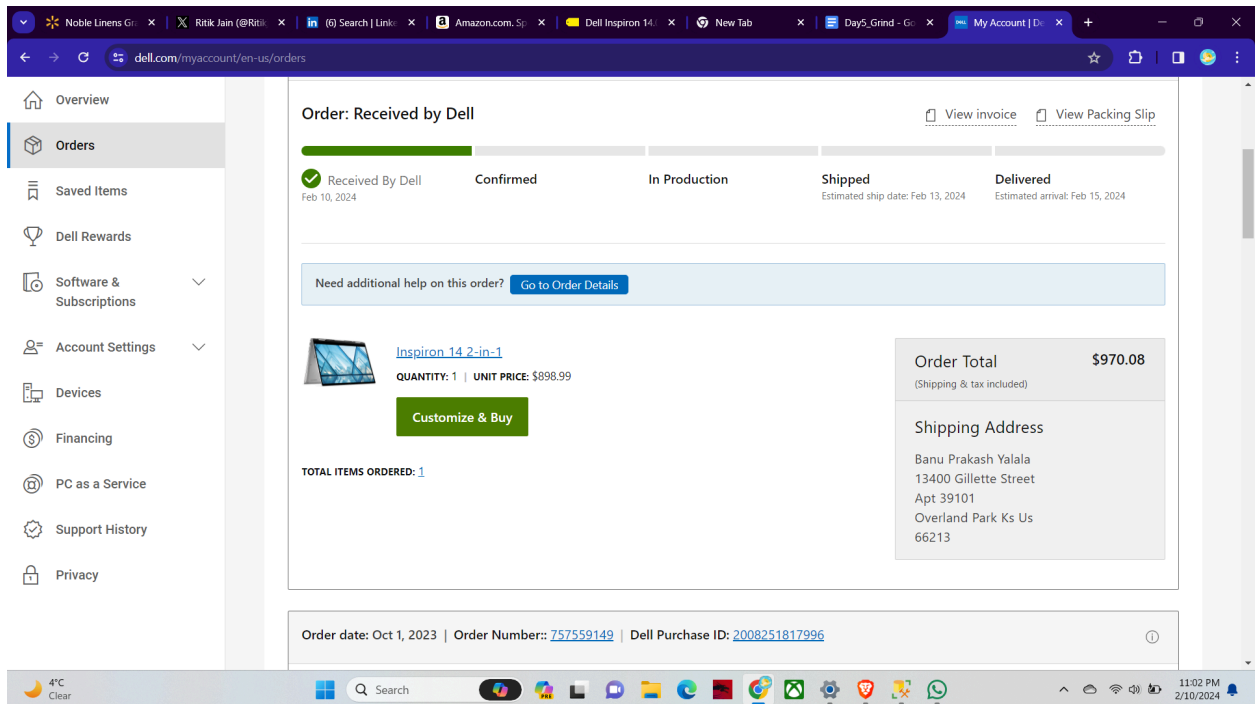 Noble Linens Gra
Ritik Jain (@Ritik
in (6) Search | Linke
a Amazon.com. Sp
Dell Inspiron 14.
New Tab
Day5_Grind - Go
DELL My Account | De
dell.com/myaccount/en-us/orders
Overview
Orders
Saved Items
Dell Rewards
Software &
Subscriptions
Account Settings
Devices
Financing
PC as a Service
Support History
Privacy
Order: Received by Dell
View invoice
View Packing Slip
Received By Dell
Feb 10, 2024
Confirmed
In Production
Shipped
Estimated ship date: Feb 13, 2024
Delivered
Estimated arrival: Feb 15, 2024
Need additional help on this order? Go to Order Details
Inspiron 14 2-in-1
QUANTITY: 1 | UNIT PRICE: $898.99
Customize & Buy
TOTAL ITEMS ORDERED: 1
Order Total $970.08
(Shipping & tax included)
Shipping Address
Banu Prakash Yalala
13400 Gillette Street
Apt 39101
Overland Park Ks Us
66213
Order date: Oct 1, 2023 | Order Number:: 757559149 | Dell Purchase ID: 2008251817996
4°C
Clear
Search
PRE
11:02 PM
2/10/2024